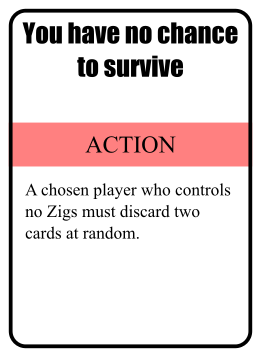 You have no chance
to survive
ACTION
A chosen player who controls
no Zigs must discard two
cards at random.